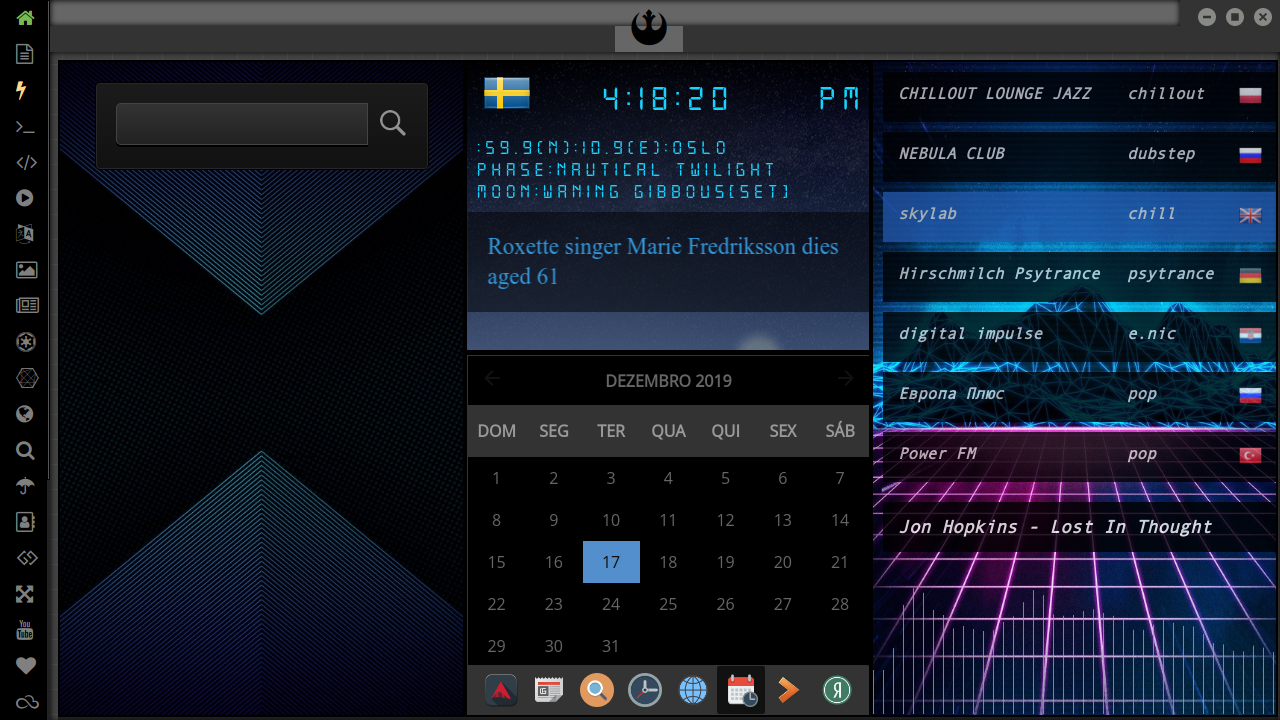 4:18:20 PM
:59.9(N):10.9(E):OSLO
PHASE:NAUTICAL TWILIGHT
MOON:WANING GIBBOUS(SET)
Roxette singer Marie Fredriksson dies
aged 61
DEZEMBRO 2019
DOM SEG TER QUA QUI SEX SÁB
1 2 3 4 5 6 7
8 9 10 11 12 13 14
15 16 17 18 19 20 21
22 23 24 25 26 27 28
29 30 31
CHILLOUT LOUNGE JAZZ chillout
NEBULA CLUB dubstep
skylab chill
Hirschmilch Psytrance psytrance
digital impulse e.nic
Европа Плюс pop
Power FM pop
Jon Hopkins - Lost In Thought
You
Tube
Я